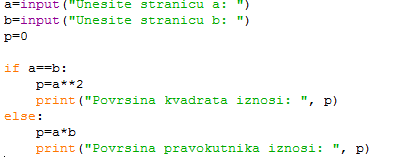 a=input("Unesite stranicu a: ")
b=input("Unesite stranicu b: ")
p=0
if a==b:
    p=a**2
    print("Povrsina kvadrata iznosi: ", p)
else:
    p=a*b
    print("Povrsina pravokutnika iznosi: ", p)